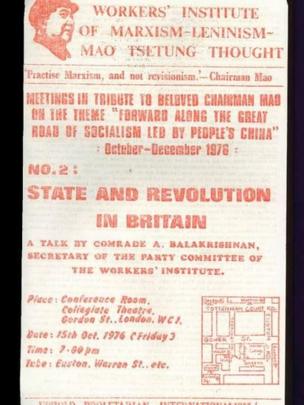 WORKERS' INSTITUTE
OF MARXISM-LENINISM-
MAO TSETUNG THOUGHT
'Practise Marxism, and not revisionism.'—Chairman Mao
MEETINGS IN TRIBUTE TO BELOVED CHAIRMAN MAO
ON THE THEME "FORWARD ALONG THE GREAT
ROAD OF SOCIALISM LED BY PEOPLE'S CHINA"
: October-December 1976 :
NO.2:
STATE AND REVOLUTION
IN BRITAIN
A TALK BY COMRADE A. BALAKRISHNAN,
SECRETARY OF THE PARTY COMMITTEE OF
THE WORKERS' INSTITUTE.
Place: Conference Room,
Collegiate Theatre,
Gordon St., London, WC1.
Date: 15th Oct. 1976 (Friday)
Time: 7-00 pm
Tube: Euston, Warren St., etc.
TOTTENHAM COURT RD.
GOWER ST.